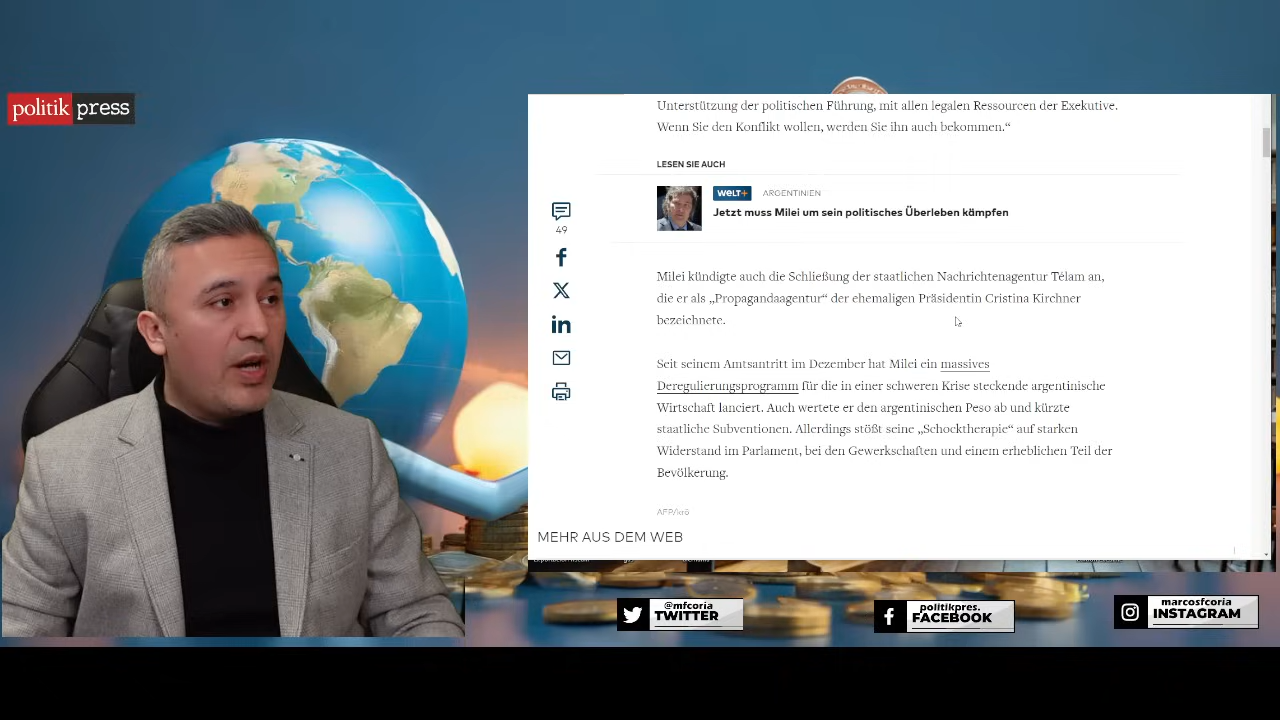 politik press
Unterstützung der politischen Führung, mit allen legalen Ressourcen der Exekutive.
Wenn Sie den Konflikt wollen, werden Sie ihn auch bekommen.“
LESEN SIE AUCH
WELT+ ARGENTINIEN
Jetzt muss Milei um sein politisches Überleben kämpfen
49
Milei kündigte auch die Schließung der staatlichen Nachrichtenagentur Télam an,
die er als „Propagandaagentur“ der ehemaligen Präsidentin Cristina Kirchner
bezeichnete.
Seit seinem Amtsantritt im Dezember hat Milei ein massives
Deregulierungsprogramm für die in einer schweren Krise steckende argentinische
Wirtschaft lanciert. Auch wertete er den argentinischen Peso ab und kürzte
staatliche Subventionen. Allerdings stößt seine „Schocktherapie“ auf starken
Widerstand im Parlament, bei den Gewerkschaften und einem erheblichen Teil der
Bevölkerung.
AFP/krö
MEHR AUS DEM WEB
@mfcoria
TWITTER
politikpres.
FACEBOOK
marcosfcoria
INSTAGRAM